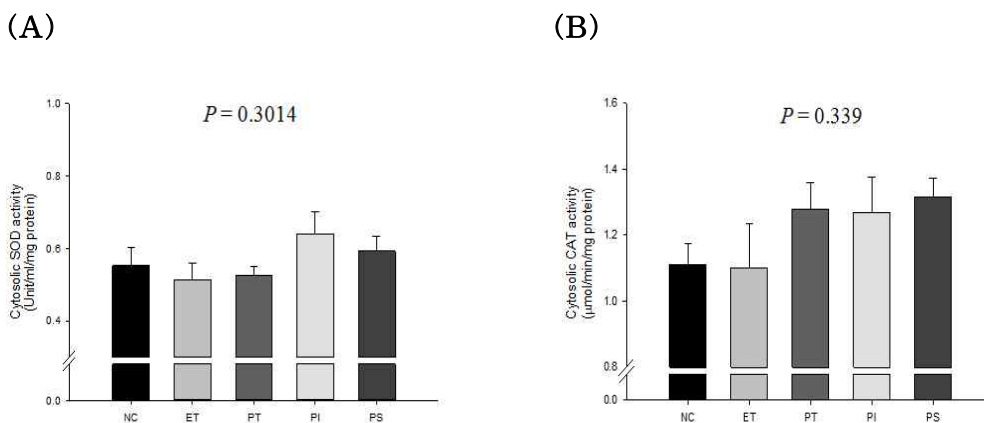 (A)
P = 0.3014
Cytosolic SOD activity
(Unit/ml/mg protein)
1.0
0.8
0.6
0.4
0.0
NC ET PT PI PS
(B)
P = 0.339
Cytosolic CAT activity
(μmol/min/mg protein)
1.6
1.4
1.2
1.0
0.8
0.0
NC ET PT PI PS